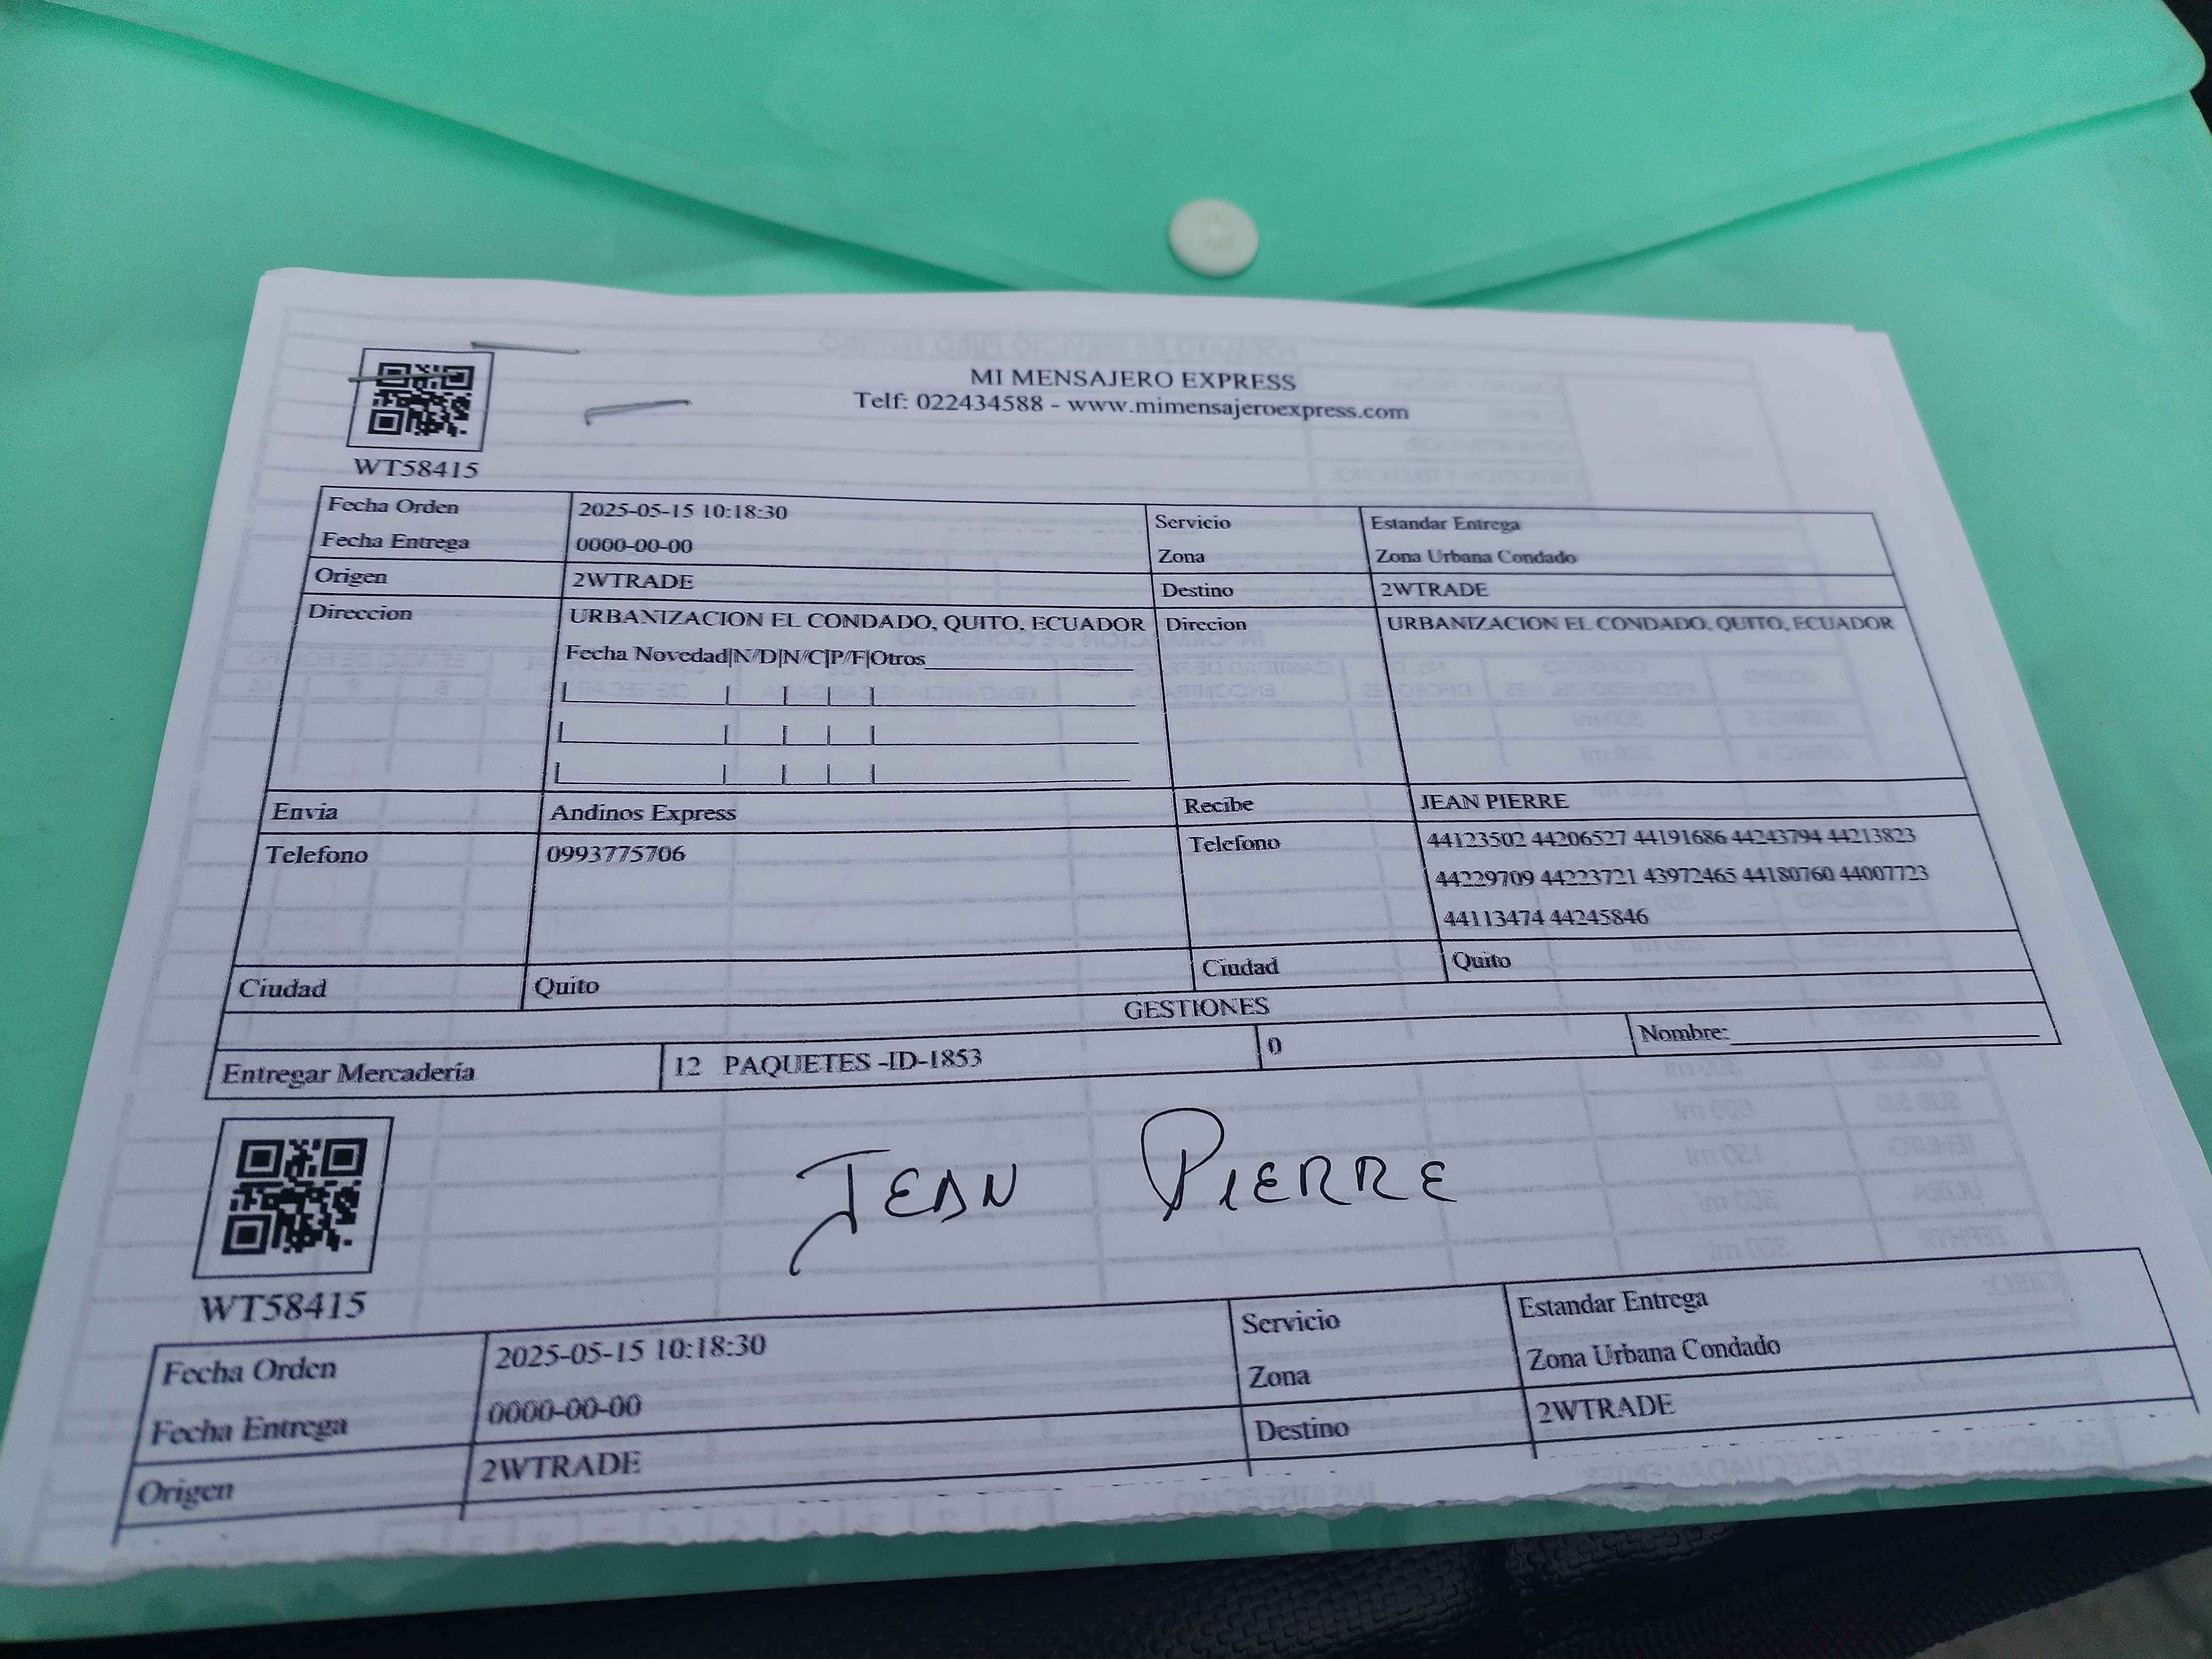 MI MENSAJERO EXPRESS
Telf: 022434588 - www.mimensajeroexpress.com
WT58415
Fecha Orden 2025-05-15 10:18:30 Servicio Estandar Entrega
Fecha Entrega 0000-00-00 Zona Zona Urbana Condado
Origen 2WTRADE Destino 2WTRADE
Direccion URBANIZACION EL CONDADO, QUITO, ECUADOR Direcion URBANIZACION EL CONDADO, QUITO, ECUADOR
Fecha Novedad|N/D|N/C|P/F|Otros
Envia Andinos Express Recibe JEAN PIERRE
Telefono 0993775706 Telefono 44123502 44206527 44191686 44243794 44213823
44229709 44223721 43972465 44180760 44007723
44113474 44245846
Ciudad Quito Ciudad Quito
GESTIONES
Entregar Mercadería 12 PAQUETES -ID-1853 0 Nombre:
JEAN PIERRE
WT58415
Fecha Orden 2025-05-15 10:18:30 Servicio Estandar Entrega
Fecha Entrega 0000-00-00 Zona Zona Urbana Condado
Origen 2WTRADE Destino 2WTRADE